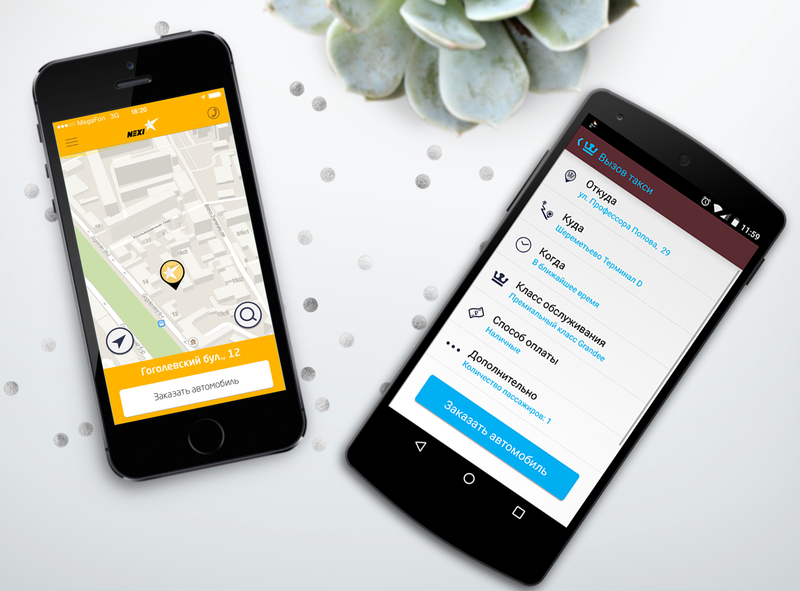 MegaFon 3G 18:20
NEXI
Гоголевский бул., 12
Заказать автомобиль
11:59
Вызов такси
Откуда
ул. Профессора Попова, 29
Куда
Шереметьево Терминал D
Когда
В ближайшее время
Класс обслуживания
Премиальный класс Grandee
Способ оплаты
Наличные
Дополнительно
Количество пассажиров: 1
Заказать автомобиль